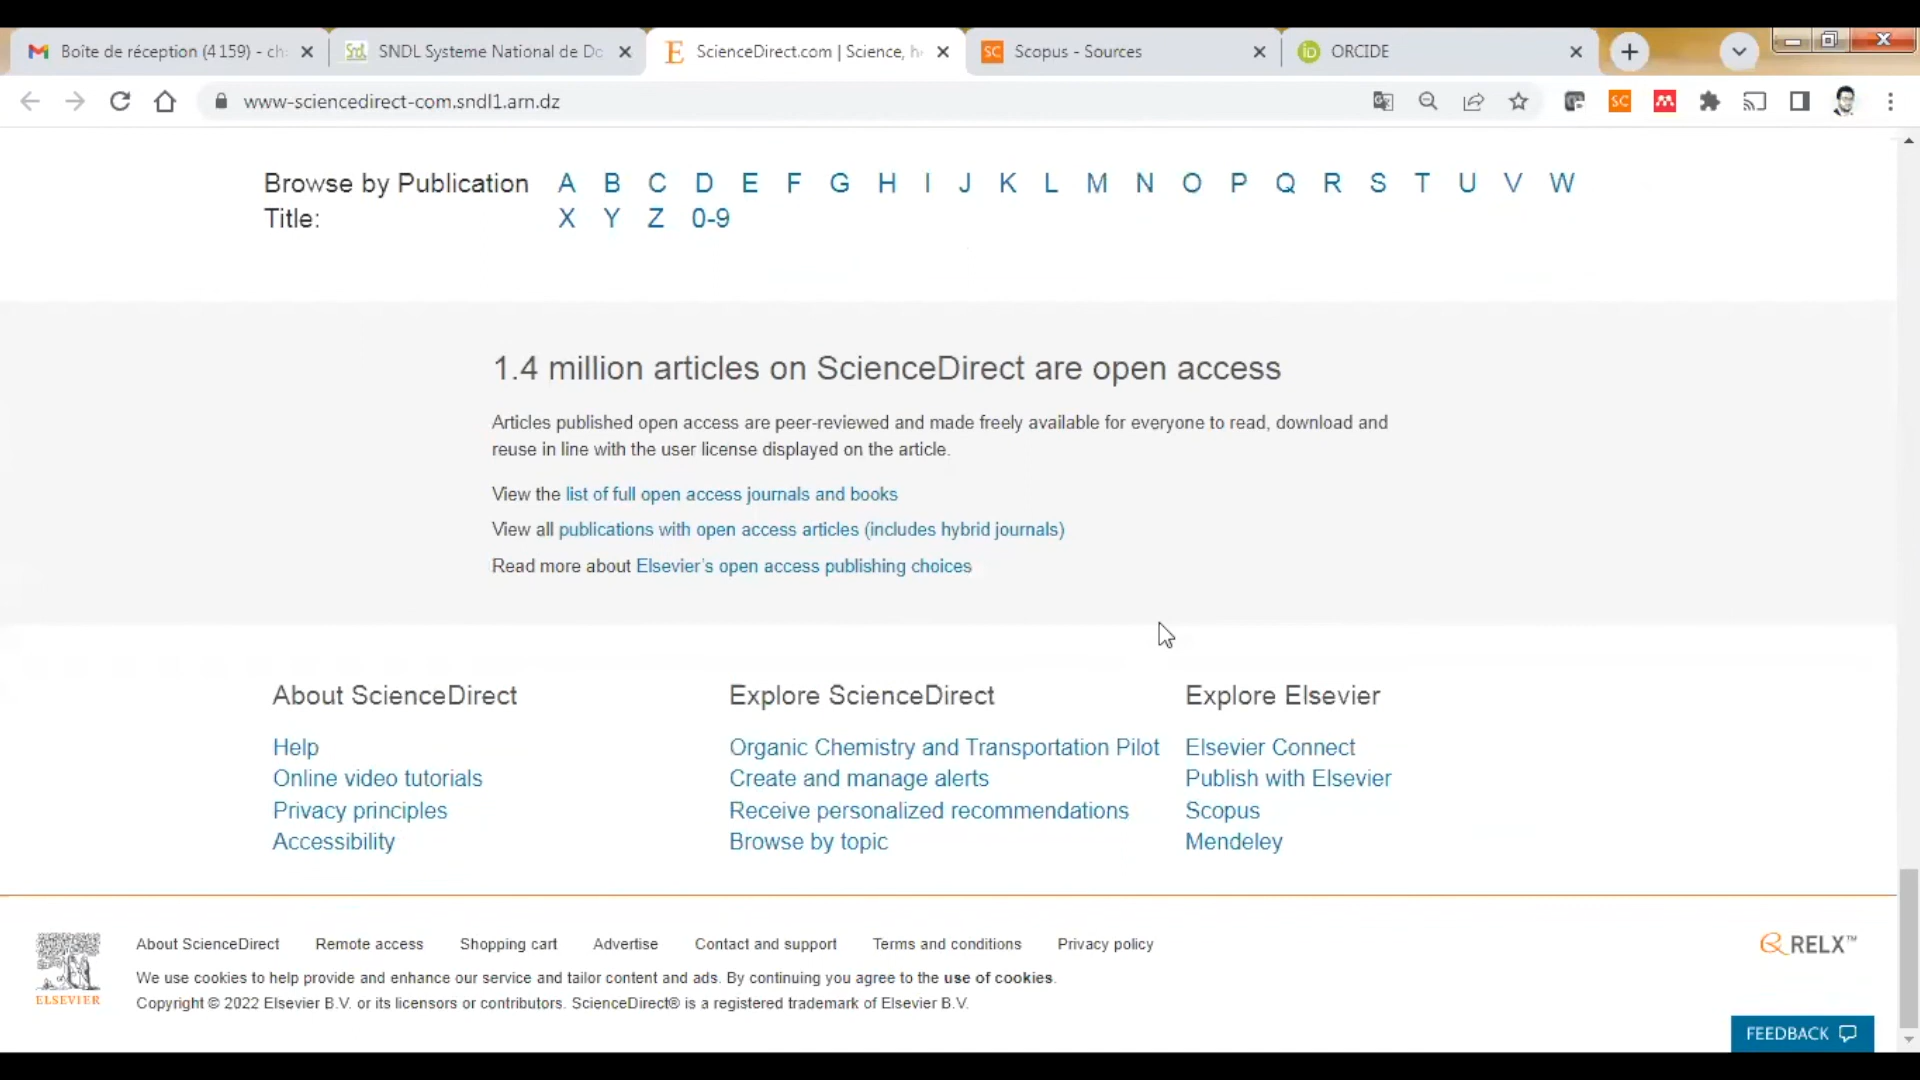 Boîte de réception (4 159) - ch
SNDL Systeme National de Do
ScienceDirect.com | Science, h
SC Scopus - Sources
iD ORCIDE
www-sciencedirect-com.sndl1.arn.dz
SC
Browse by Publication Title:
A B C D E F G H I J K L M N O P Q R S T U V W
X Y Z 0-9
1.4 million articles on ScienceDirect are open access
Articles published open access are peer-reviewed and made freely available for everyone to read, download and
reuse in line with the user license displayed on the article.
View the list of full open access journals and books
View all publications with open access articles (includes hybrid journals)
Read more about Elsevier's open access publishing choices
About ScienceDirect
Help
Online video tutorials
Privacy principles
Accessibility
Explore ScienceDirect
Organic Chemistry and Transportation Pilot
Create and manage alerts
Receive personalized recommendations
Browse by topic
Explore Elsevier
Elsevier Connect
Publish with Elsevier
Scopus
Mendeley
ELSEVIER
About ScienceDirect Remote access Shopping cart Advertise Contact and support Terms and conditions Privacy policy
We use cookies to help provide and enhance our service and tailor content and ads. By continuing you agree to the use of cookies.
Copyright © 2022 Elsevier B.V. or its licensors or contributors. ScienceDirect® is a registered trademark of Elsevier B.V.
RELX™
FEEDBACK